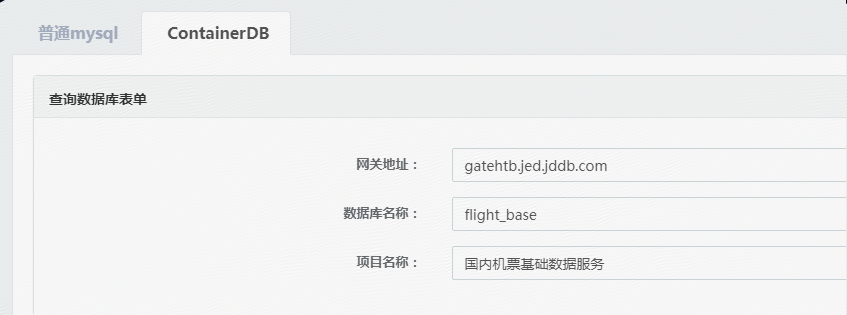 普通mysql ContainerDB
查询数据库表单
网关地址： gatehtb.jed.jddb.com
数据库名称： flight_base
项目名称： 国内机票基础数据服务